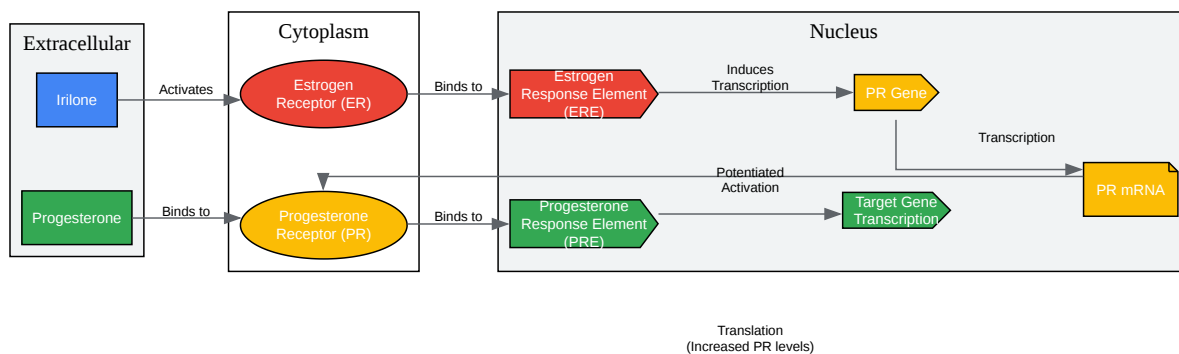 Extracellular
Cytoplasm
Nucleus
Irilone
Activates
Estrogen
Receptor (ER)
Binds to
Estrogen
Response Element
(ERE)
Induces
Transcription
PR Gene
Transcription
PR mRNA
Potentiated
Activation
Progesterone
Binds to
Progesterone
Receptor (PR)
Binds to
Progesterone
Response Element
(PRE)
Target Gene
Transcription
Translation
(Increased PR levels)